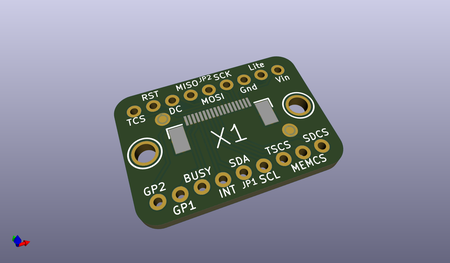 TCS RST DC MISO JP2 MOSI SCK Gnd Lite Vin
X1
GP2 GP1 BUSY INT SDA JP1 SCL TSCS MEMCS SDCS